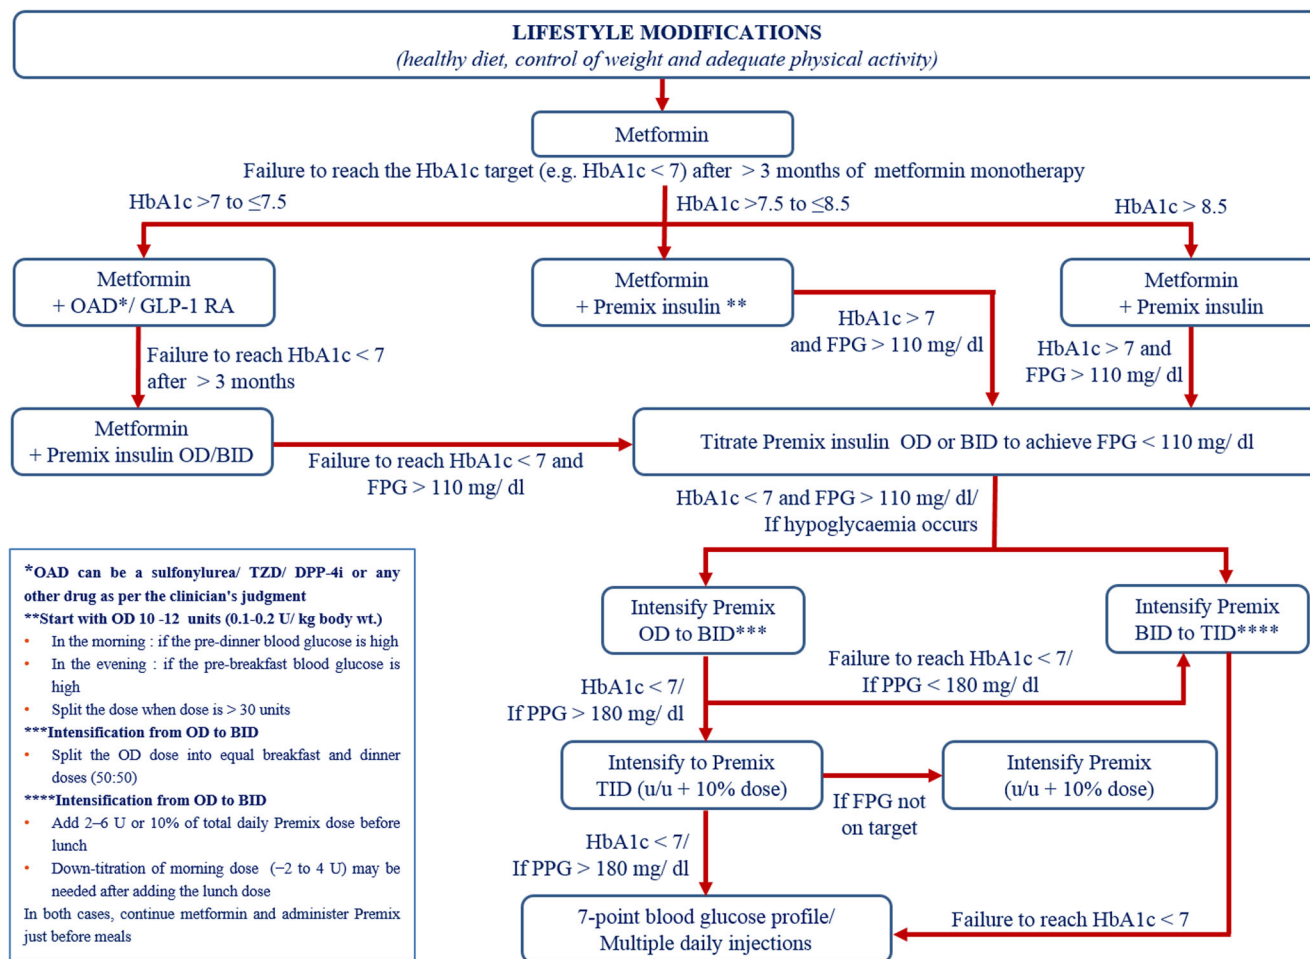 LIFESTYLE MODIFICATIONS
(healthy diet, control of weight and adequate physical activity)
Metformin
Failure to reach the HbA1c target (e.g. HbA1c < 7) after > 3 months of metformin monotherapy
HbA1c >7 to ≤7.5
HbA1c >7.5 to ≤8.5
HbA1c > 8.5
Metformin
+ OAD*/ GLP-1 RA
Metformin
+ Premix insulin **
Metformin
+ Premix insulin
HbA1c > 7
and FPG > 110 mg/ dl
HbA1c > 7 and
FPG > 110 mg/ dl
Failure to reach HbA1c < 7
after > 3 months
Metformin
+ Premix insulin OD/BID
Failure to reach HbA1c < 7 and
FPG > 110 mg/ dl
Titrate Premix insulin OD or BID to achieve FPG < 110 mg/ dl
HbA1c < 7 and FPG > 110 mg/ dl/
If hypoglycaemia occurs
Intensify Premix
OD to BID***
Intensify Premix
BID to TID****
Failure to reach HbA1c < 7/
If PPG < 180 mg/ dl
HbA1c < 7/
If PPG > 180 mg/ dl
Intensify to Premix
TID (u/u + 10% dose)
If FPG not
on target
Intensify Premix
(u/u + 10% dose)
HbA1c < 7/
If PPG > 180 mg/ dl
7-point blood glucose profile/
Multiple daily injections
Failure to reach HbA1c < 7
*OAD can be a sulfonylurea/ TZD/ DPP-4i or any
other drug as per the clinician's judgment
**Start with OD 10 -12 units (0.1-0.2 U/ kg body wt.)
• In the morning : if the pre-dinner blood glucose is high
• In the evening : if the pre-breakfast blood glucose is
high
• Split the dose when dose is > 30 units
***Intensification from OD to BID
• Split the OD dose into equal breakfast and dinner
doses (50:50)
****Intensification from OD to BID
• Add 2–6 U or 10% of total daily Premix dose before
lunch
• Down-titration of morning dose (−2 to 4 U) may be
needed after adding the lunch dose
In both cases, continue metformin and administer Premix
just before meals